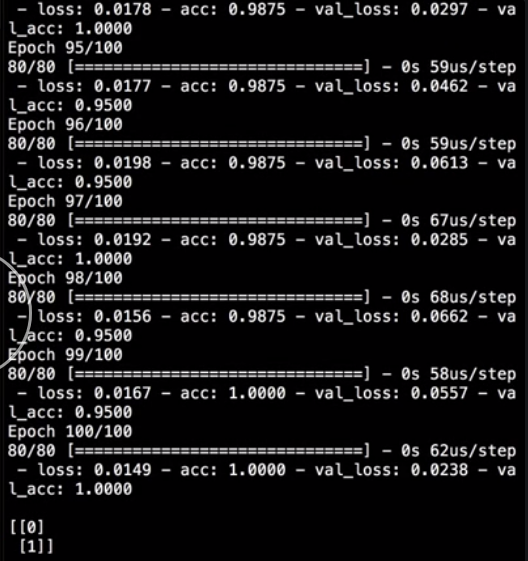 - loss: 0.0178 - acc: 0.9875 - val_loss: 0.0297 - va
l_acc: 1.0000
Epoch 95/100
80/80 [==============================] - 0s 59us/step
- loss: 0.0177 - acc: 0.9875 - val_loss: 0.0462 - va
l_acc: 0.9500
Epoch 96/100
80/80 [==============================] - 0s 59us/step
- loss: 0.0198 - acc: 0.9875 - val_loss: 0.0613 - va
l_acc: 0.9500
Epoch 97/100
80/80 [==============================] - 0s 67us/step
- loss: 0.0192 - acc: 0.9875 - val_loss: 0.0285 - va
l_acc: 1.0000
Epoch 98/100
80/80 [==============================] - 0s 68us/step
- loss: 0.0156 - acc: 0.9875 - val_loss: 0.0662 - va
l_acc: 0.9500
Epoch 99/100
80/80 [==============================] - 0s 58us/step
- loss: 0.0167 - acc: 1.0000 - val_loss: 0.0557 - va
l_acc: 0.9500
Epoch 100/100
80/80 [==============================] - 0s 62us/step
- loss: 0.0149 - acc: 1.0000 - val_loss: 0.0238 - va
l_acc: 1.0000
[[0]
[1]]